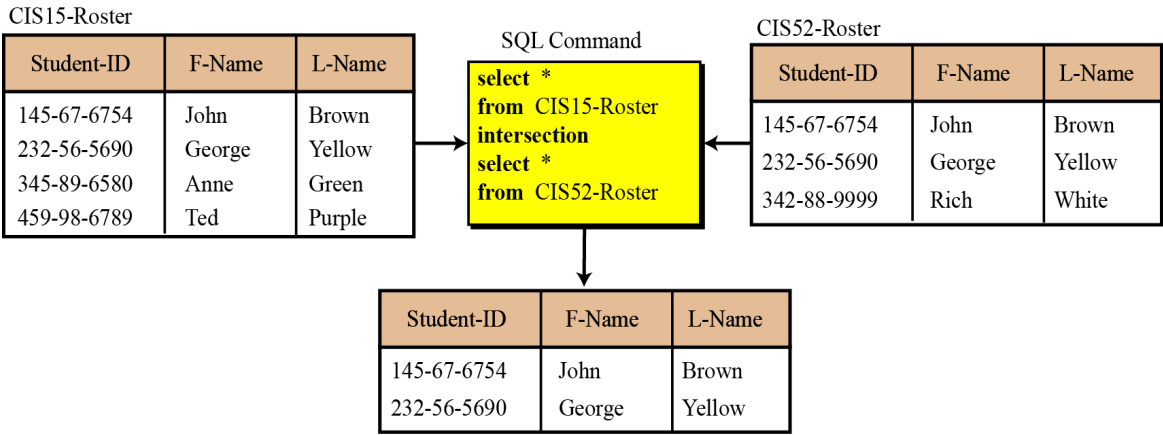 CIS15-Roster
Student-ID F-Name L-Name
145-67-6754 John Brown
232-56-5690 George Yellow
345-89-6580 Anne Green
459-98-6789 Ted Purple
SQL Command
select *
from CIS15-Roster
intersection
select *
from CIS52-Roster
CIS52-Roster
Student-ID F-Name L-Name
145-67-6754 John Brown
232-56-5690 George Yellow
342-88-9999 Rich White
Student-ID F-Name L-Name
145-67-6754 John Brown
232-56-5690 George Yellow